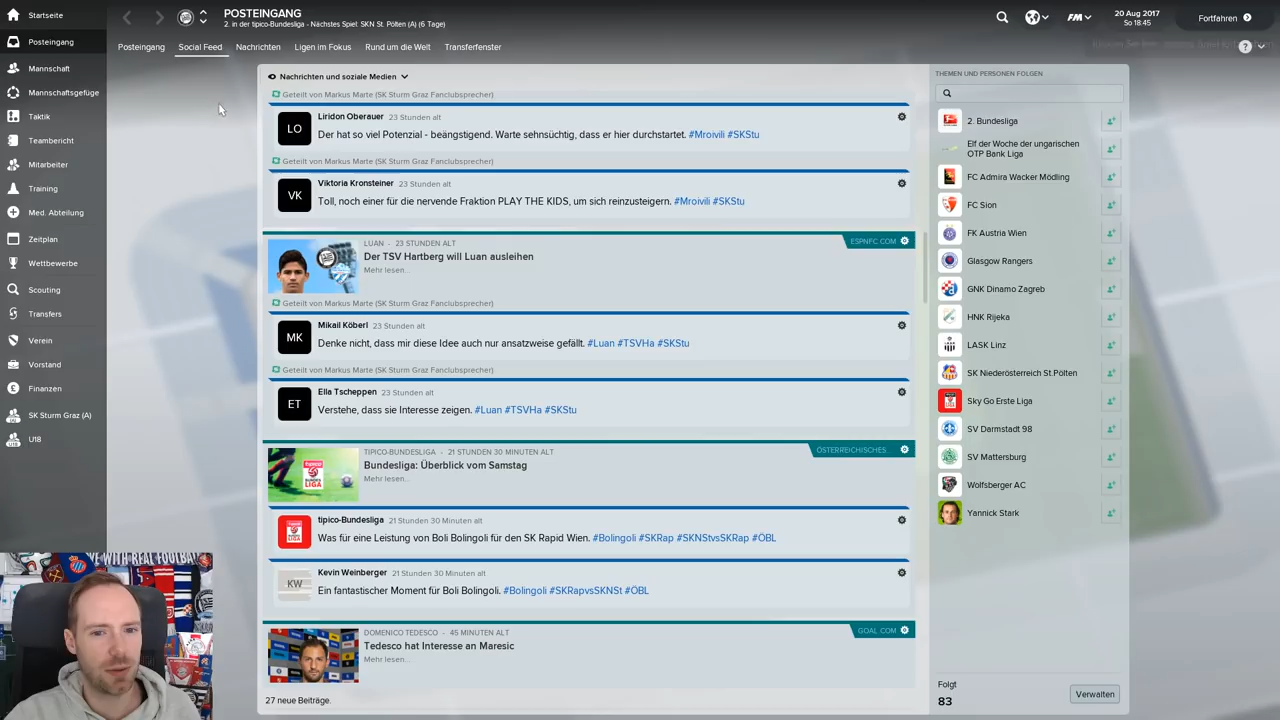 Startseite
POSTEINGANG
2. in der tipico-Bundesliga - Nächstes Spiel: SKN St. Pölten (A) (6 Tage)
FM
20 Aug 2017
So 18:45
Fortfahren
Posteingang
Posteingang
Social Feed
Nachrichten
Ligen im Fokus
Rund um die Welt
Transferfenster
?
Mannschaft
Mannschaftsgefüge
Taktik
Teambericht
Mitarbeiter
Training
Med. Abteilung
Zeitplan
Wettbewerbe
Scouting
Transfers
Verein
Vorstand
Finanzen
SK Sturm Graz (A)
U18
Nachrichten und soziale Medien
Geteilt von Markus Marte (SK Sturm Graz Fanclubsprecher)
LO
Liridon Oberauer 23 Stunden alt
Der hat so viel Potenzial - beängstigend. Warte sehnsüchtig, dass er hier durchstartet. #Mroivili #SKStu
Geteilt von Markus Marte (SK Sturm Graz Fanclubsprecher)
VK
Viktoria Kronsteiner 23 Stunden alt
Toll, noch einer für die nervende Fraktion PLAY THE KIDS, um sich reinzusteigern. #Mroivili #SKStu
LUAN - 23 STUNDEN ALT
ESPNFC.COM
Der TSV Hartberg will Luan ausleihen
Mehr lesen...
Geteilt von Markus Marte (SK Sturm Graz Fanclubsprecher)
MK
Mikail Köberl 23 Stunden alt
Denke nicht, dass mir diese Idee auch nur ansatzweise gefällt. #Luan #TSVHa #SKStu
Geteilt von Markus Marte (SK Sturm Graz Fanclubsprecher)
ET
Ella Tscheppen 23 Stunden alt
Verstehe, dass sie Interesse zeigen. #Luan #TSVHa #SKStu
TIPICO-BUNDESLIGA - 21 STUNDEN 30 MINUTEN ALT
ÖSTERREICHISCHES...
Bundesliga: Überblick vom Samstag
Mehr lesen...
tipico-Bundesliga 21 Stunden 30 Minuten alt
Was für eine Leistung von Boli Bolingoli für den SK Rapid Wien. #Bolingoli #SKRap #SKNStvsSKRap #ÖBL
KW
Kevin Weinberger 21 Stunden 30 Minuten alt
Ein fantastischer Moment für Boli Bolingoli. #Bolingoli #SKRapvsSKNSt #ÖBL
DOMENICO TEDESCO - 45 MINUTEN ALT
GOAL.COM
Tedesco hat Interesse an Maresic
Mehr lesen...
27 neue Beiträge.
THEMEN UND PERSONEN FOLGEN
2. Bundesliga
Elf der Woche der ungarischen
OTP Bank Liga
FC Admira Wacker Mödling
FC Sion
FK Austria Wien
Glasgow Rangers
GNK Dinamo Zagreb
HNK Rijeka
LASK Linz
SK Niederösterreich St.Pölten
Sky Go Erste Liga
SV Darmstadt 98
SV Mattersburg
Wolfsberger AC
Yannick Stark
Folgt
83
Verwalten